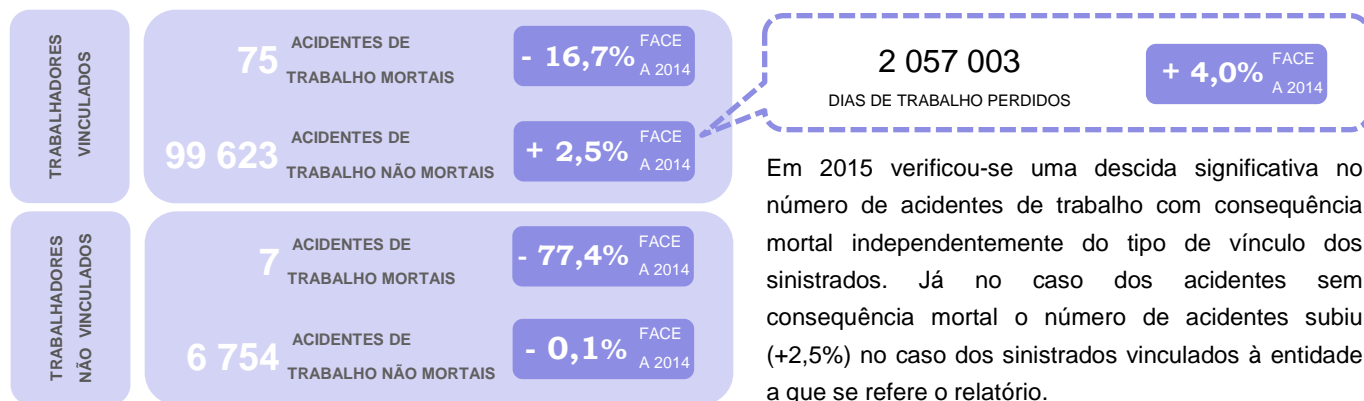 TRABALHADORES
VINCULADOS
75
ACIDENTES DE
TRABALHO MORTAIS
- 16,7%
FACE
A 2014
99 623
ACIDENTES DE
TRABALHO NÃO MORTAIS
+ 2,5%
FACE
A 2014
TRABALHADORES
NÃO VINCULADOS
7
ACIDENTES DE
TRABALHO MORTAIS
- 77,4%
FACE
A 2014
6 754
ACIDENTES DE
TRABALHO NÃO MORTAIS
- 0,1%
FACE
A 2014
2 057 003
DIAS DE TRABALHO PERDIDOS
+ 4,0%
FACE
A 2014
Em 2015 verificou-se uma descida significativa no
número de acidentes de trabalho com consequência
mortal independentemente do tipo de vínculo dos
sinistrados. Já no caso dos acidentes sem
consequência mortal o número de acidentes subiu
(+2,5%) no caso dos sinistrados vinculados à entidade
a que se refere o relatório.